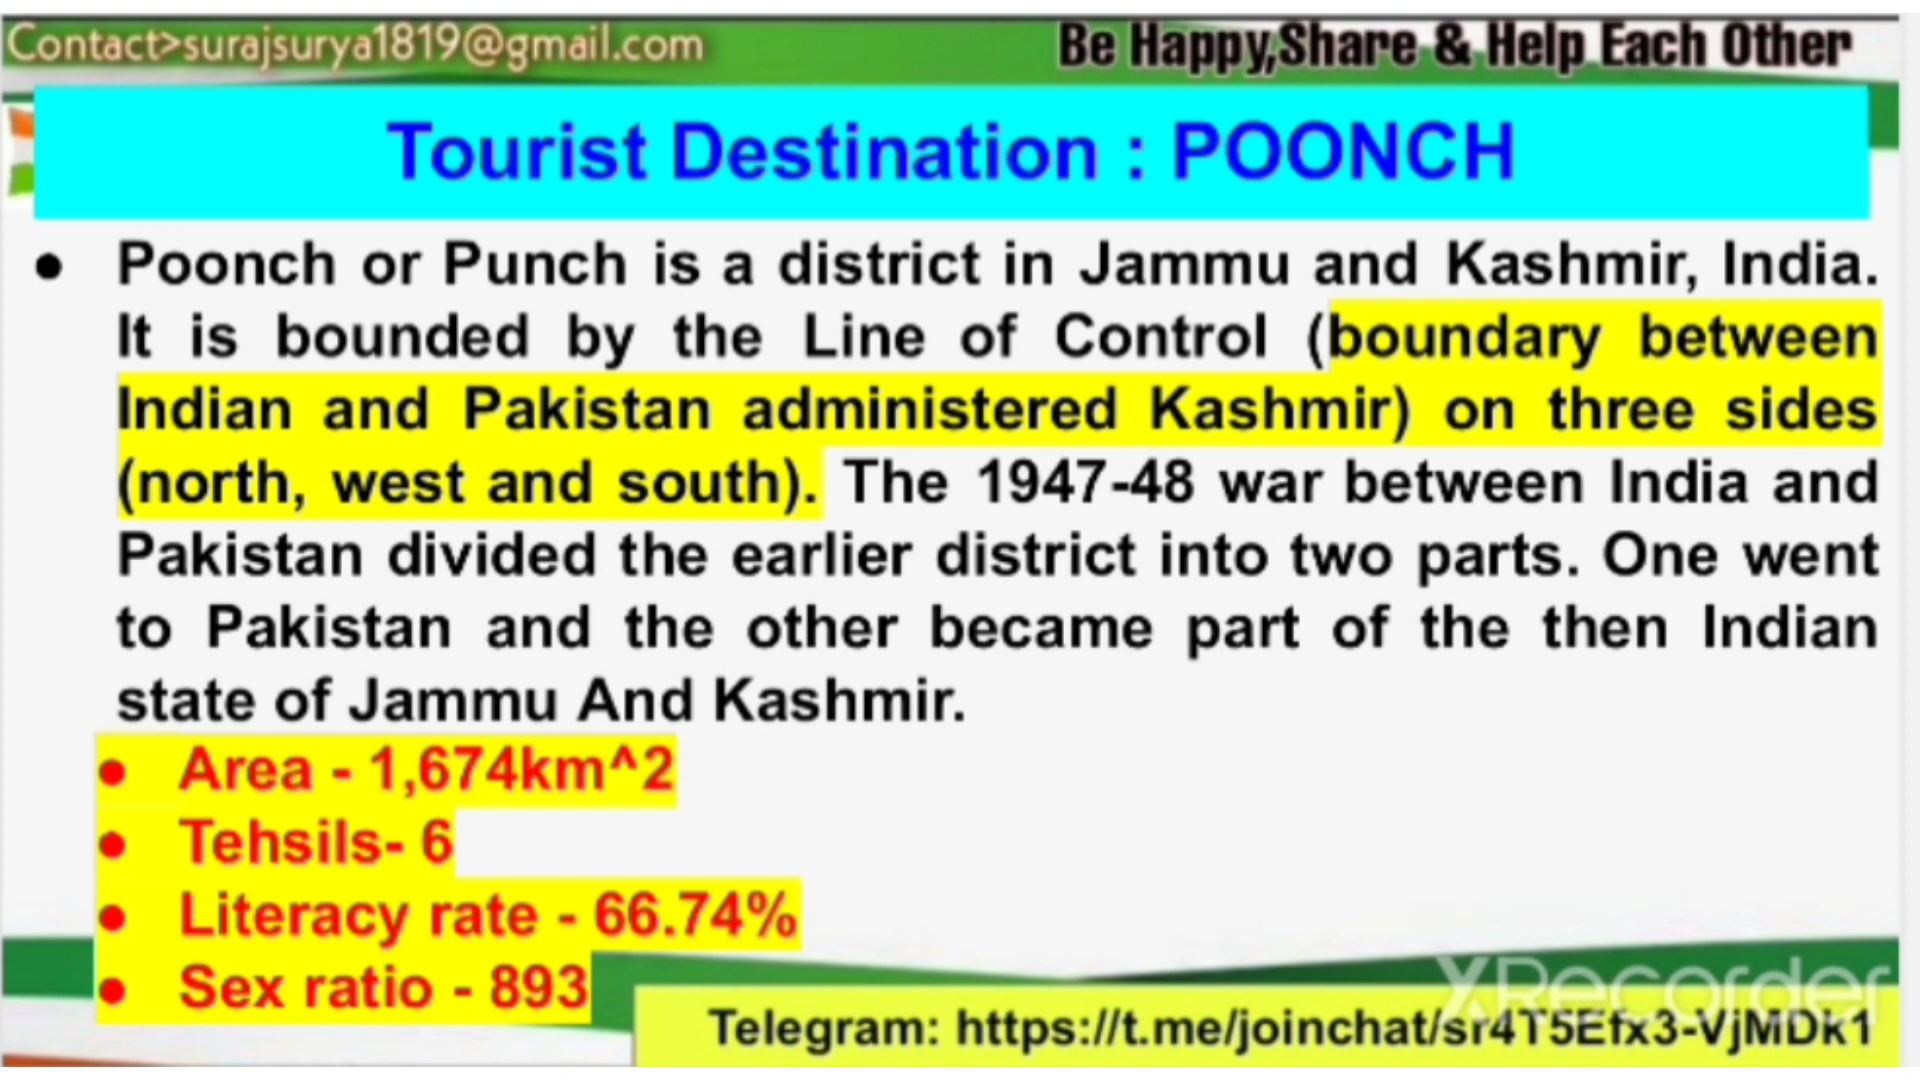 Contact>surajsurya1819@gmail.com
Be Happy,Share & Help Each Other
Tourist Destination : POONCH
● Poonch or Punch is a district in Jammu and Kashmir, India.
It is bounded by the Line of Control (boundary between
Indian and Pakistan administered Kashmir) on three sides
(north, west and south). The 1947-48 war between India and
Pakistan divided the earlier district into two parts. One went
to Pakistan and the other became part of the then Indian
state of Jammu And Kashmir.
● Area - 1,674km^2
● Tehsils- 6
● Literacy rate - 66.74%
● Sex ratio - 893
XRecorder
Telegram: https://t.me/joinchat/sr4T5Efx3-VjMDk1